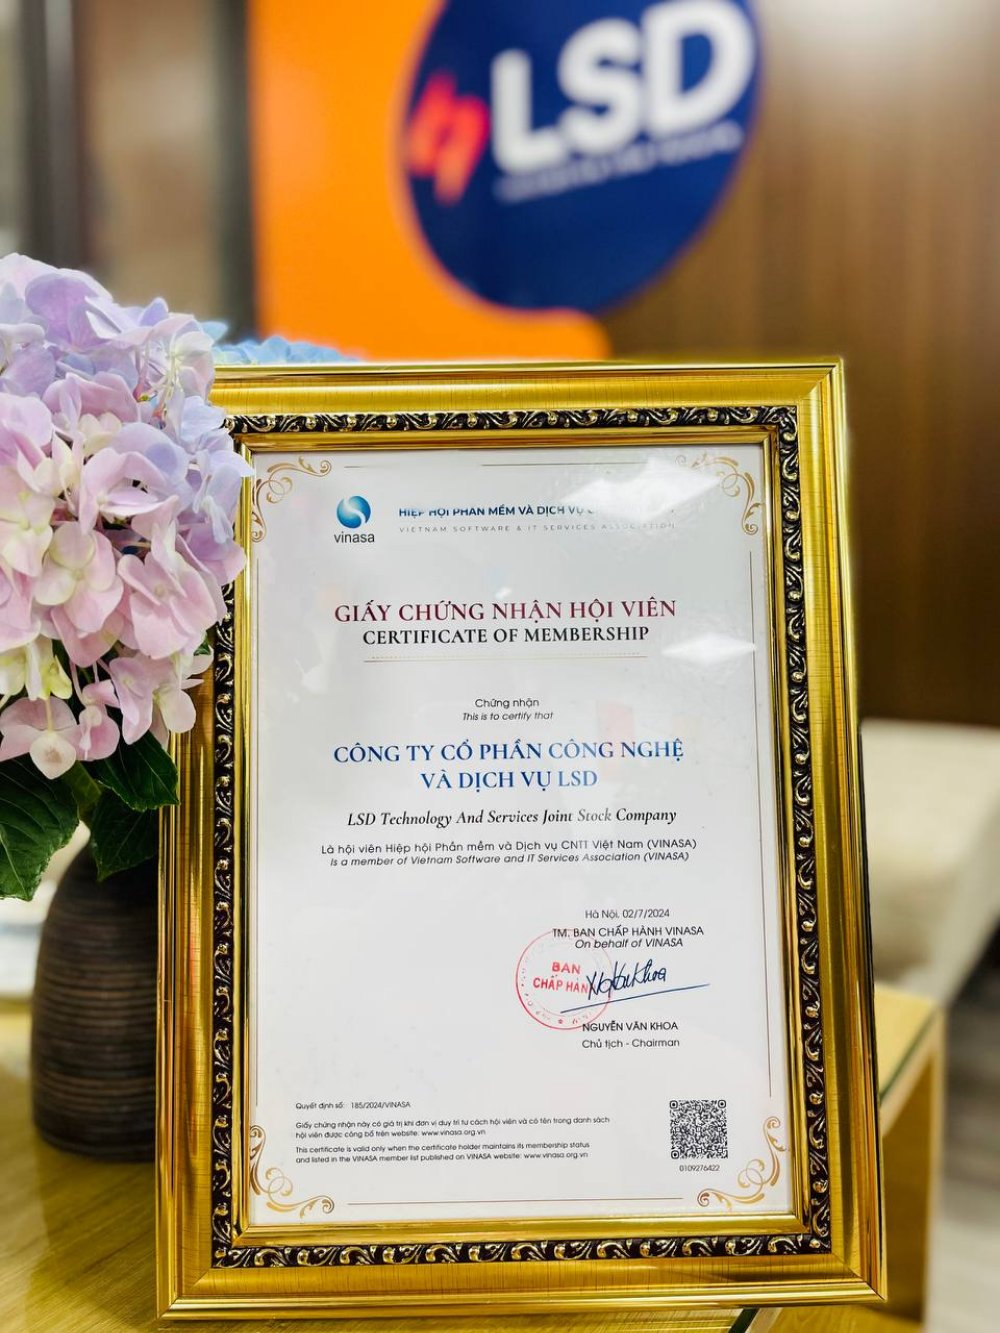 LSD
vinasa
HIỆP HỘI PHẦN MỀM VÀ DỊCH VỤ
VIETNAM SOFTWARE & IT SERVICES ASSOCIATION
GIẤY CHỨNG NHẬN HỘI VIÊN
CERTIFICATE OF MEMBERSHIP
Chứng nhận
This is to certify that
CÔNG TY CỔ PHẦN CÔNG NGHỆ
VÀ DỊCH VỤ LSD
LSD Technology And Services Joint Stock Company
Là hội viên Hiệp hội Phần mềm và Dịch vụ CNTT Việt Nam (VINASA)
Is a member of Vietnam Software and IT Services Association (VINASA)
Hà Nội, 02/7/2024
TM. BAN CHẤP HÀNH VINASA
On behalf of VINASA
BAN
CHẤP HÀN
NGUYỄN VĂN KHOA
Chủ tịch - Chairman
Quyết định số: 185/2024/VINASA
Giấy chứng nhận này có giá trị khi đơn vị duy trì tư cách hội viên và có tên trong danh sách
hội viên được công bố trên website: www.vinasa.org.vn
This certificate is valid only when the certificate holder maintains its membership status
and listed in the VINASA member list published on VINASA website: www.vinasa.org.vn
0109276422